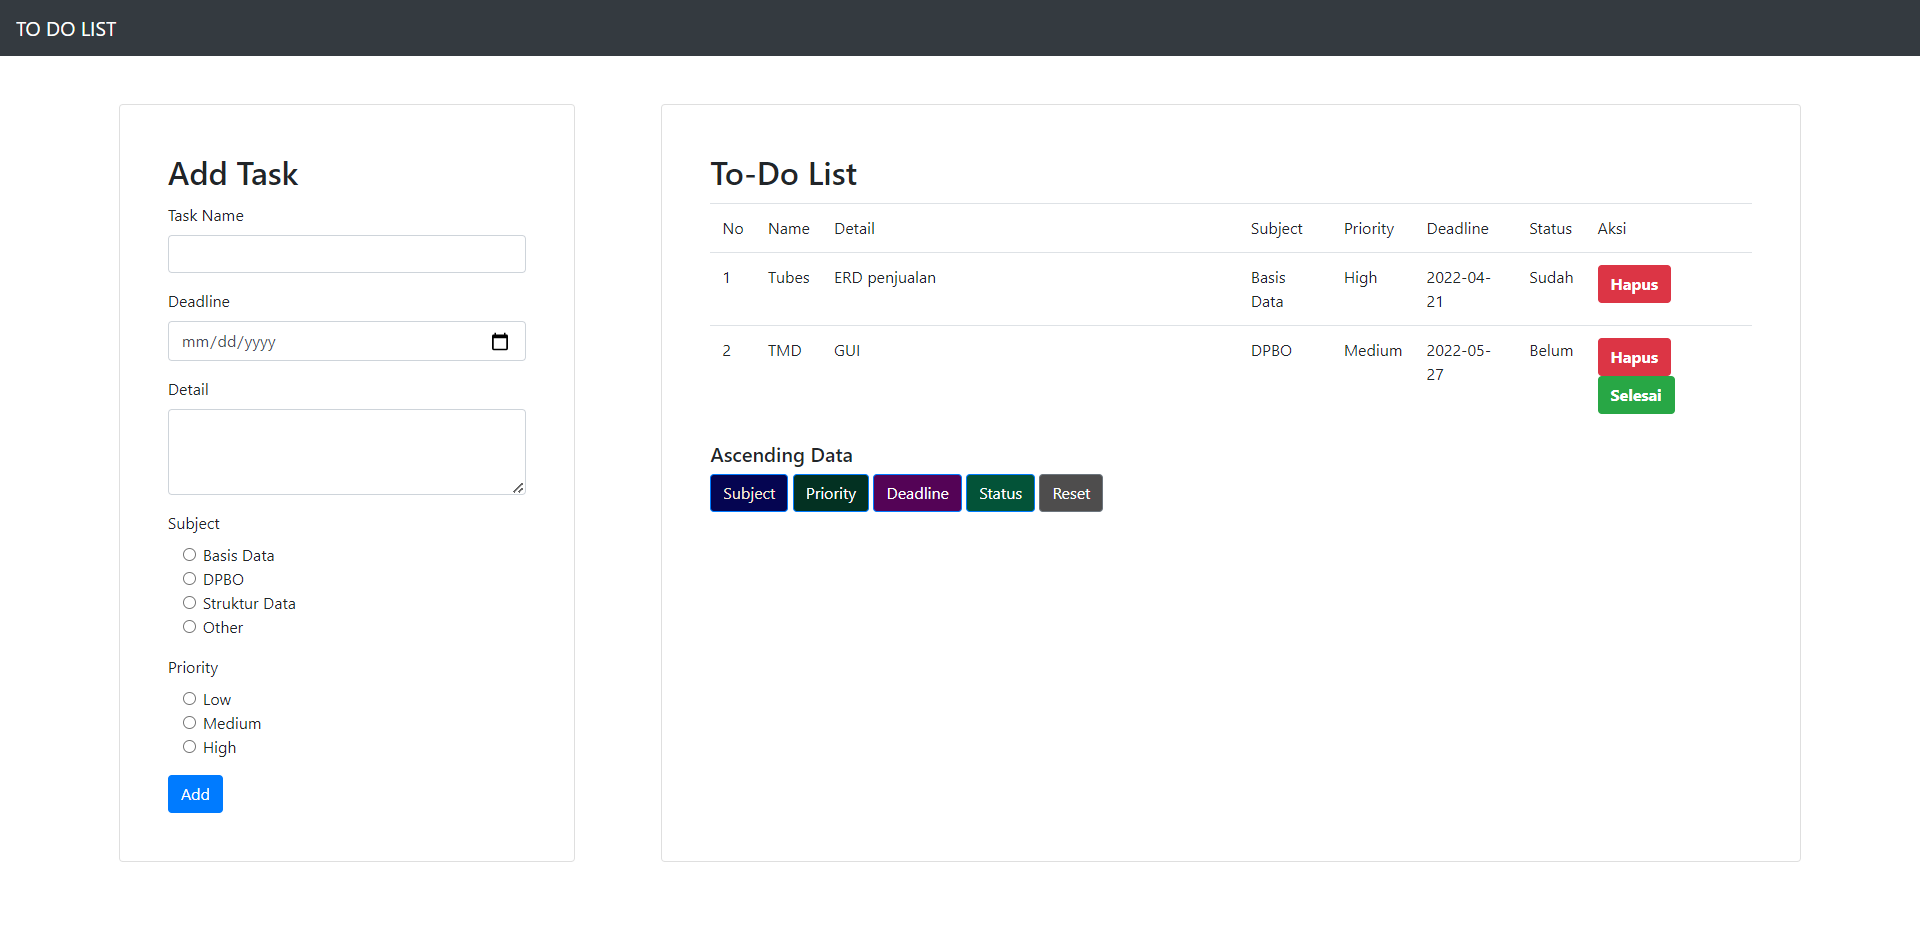 TO DO LIST
Add Task
Task Name
Deadline
mm/dd/yyyy
Detail
Subject
Basis Data
DPBO
Struktur Data
Other
Priority
Low
Medium
High
Add
To-Do List
No Name Detail Subject Priority Deadline Status Aksi
1 Tubes ERD penjualan Basis High 2022-04- Sudah Hapus
Data 21
2 TMD GUI DPBO Medium 2022-05- Belum Hapus
27
Selesai
Ascending Data
Subject Priority Deadline Status Reset